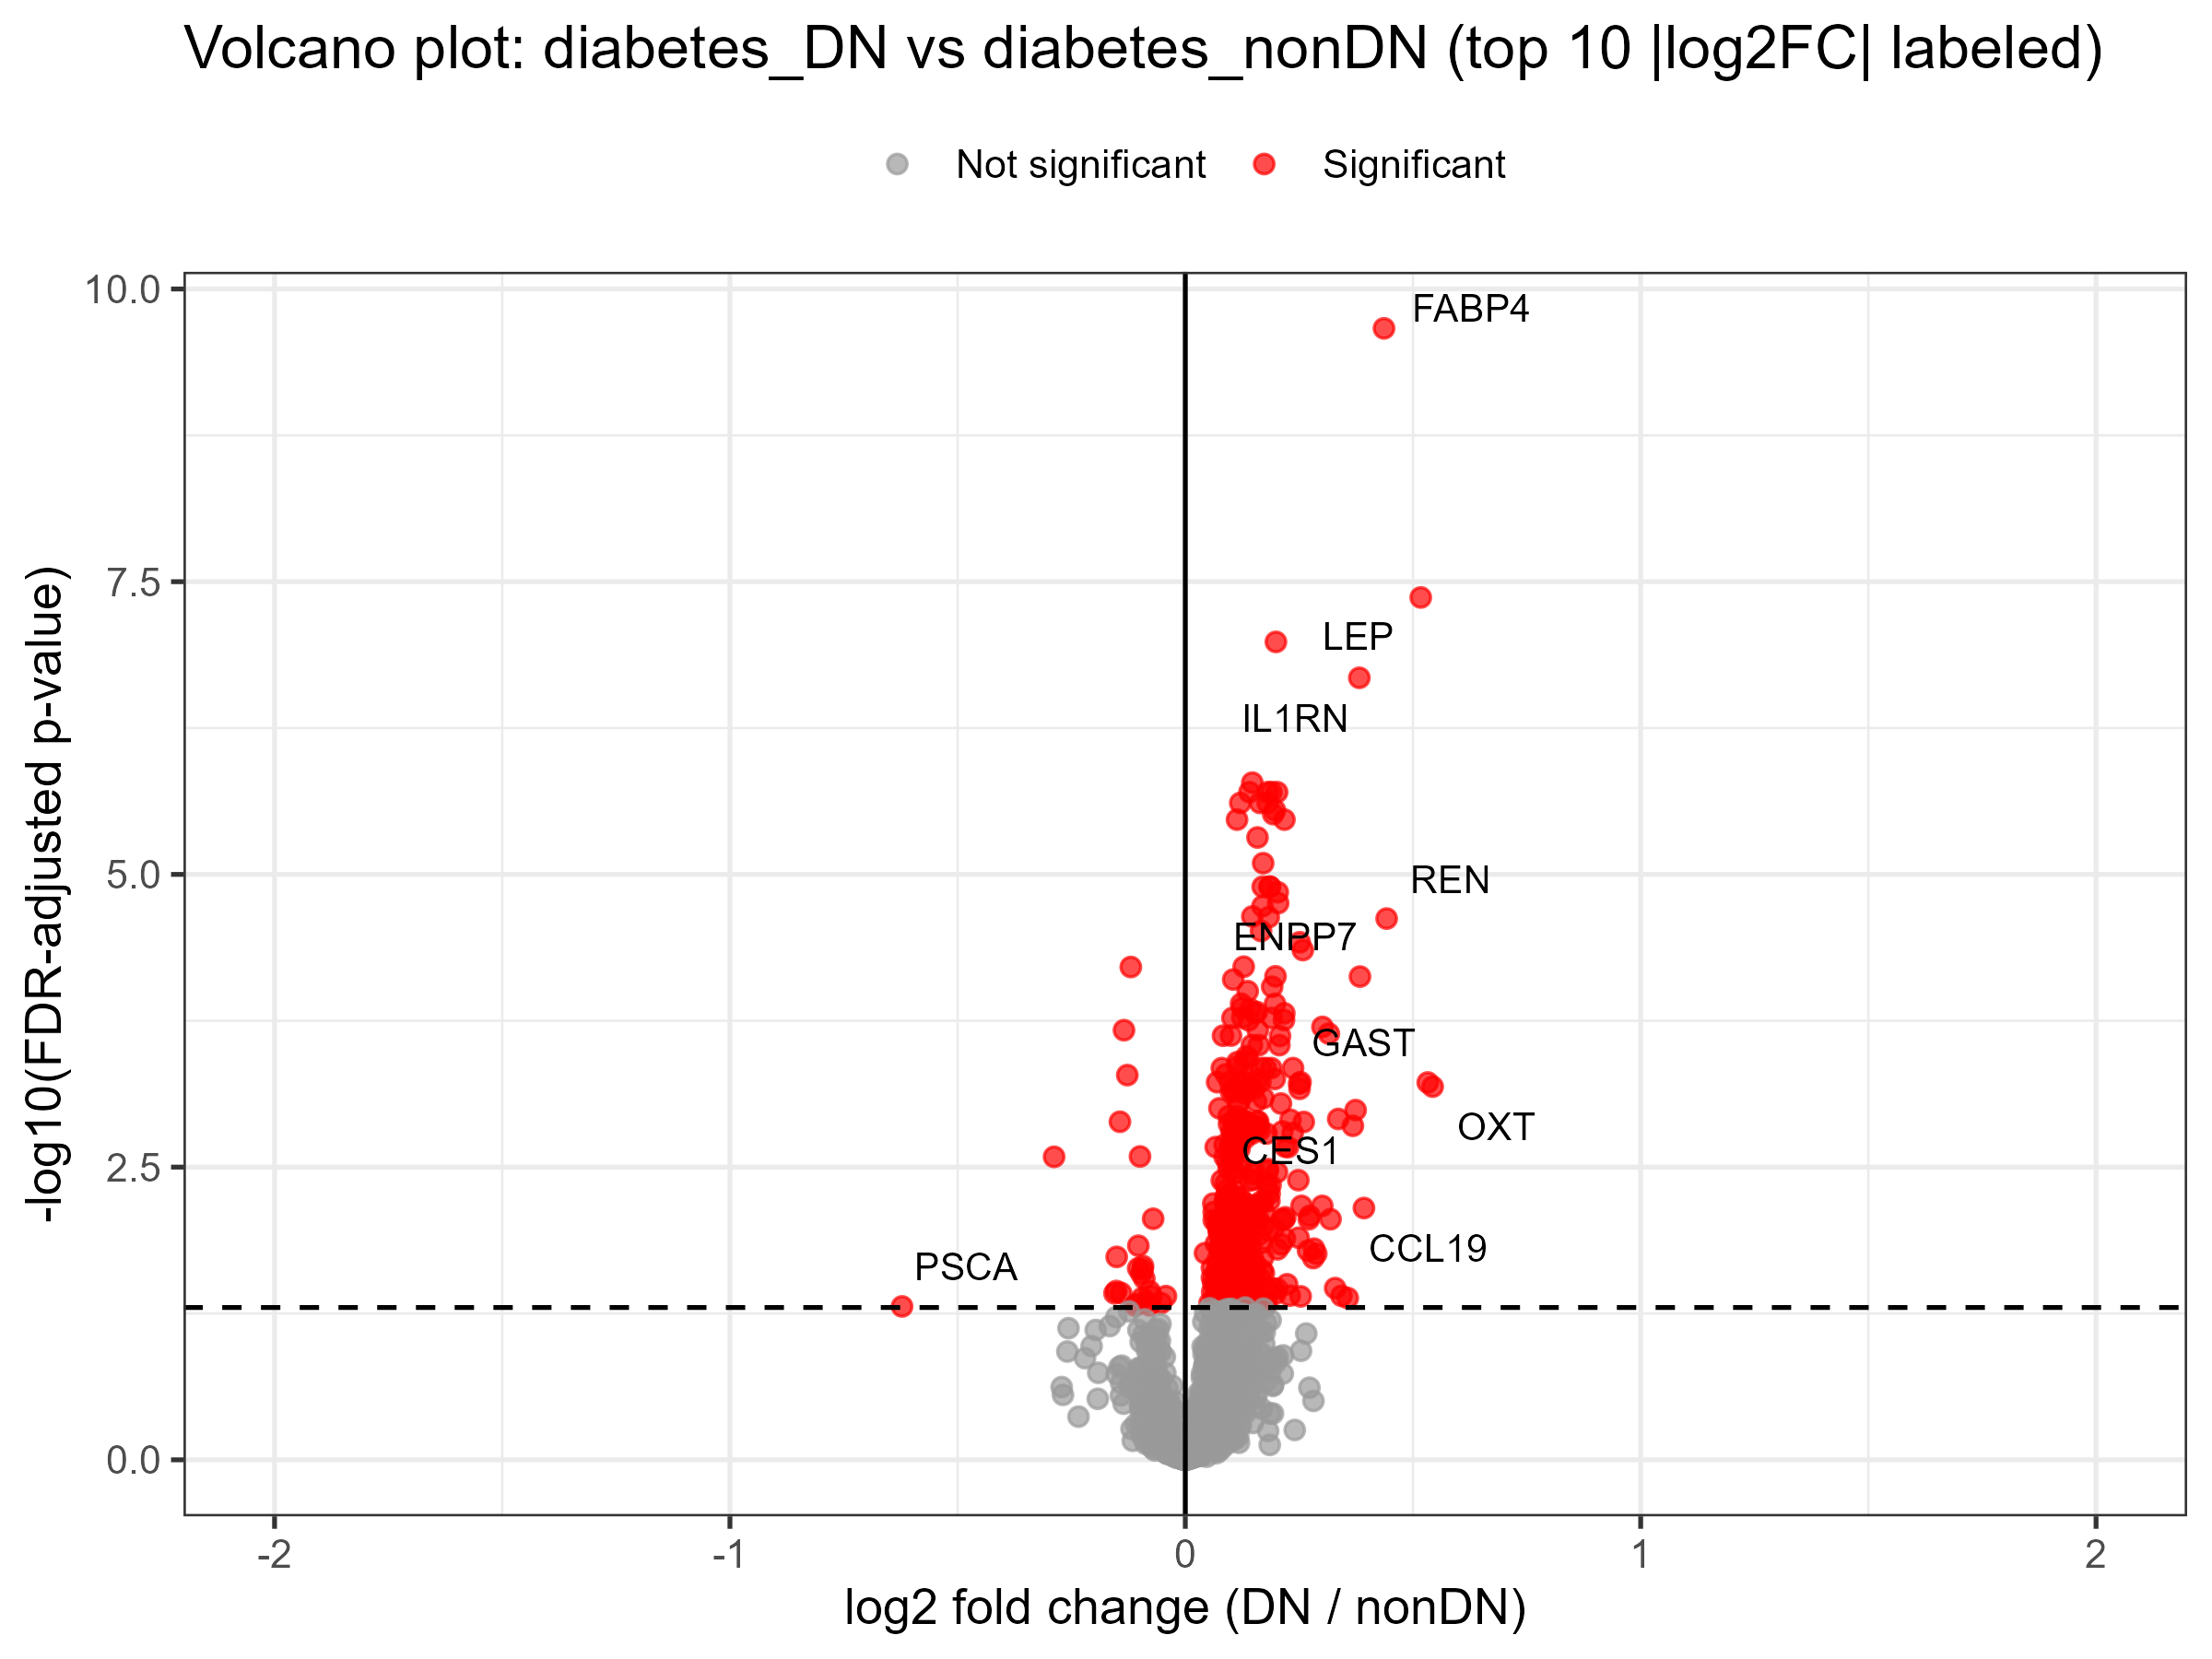 Volcano plot: diabetes_DN vs diabetes_nonDN (top 10 |log2FC| labeled)
Not significant
Significant
-log10(FDR-adjusted p-value)
10.0
7.5
5.0
2.5
0.0
FABP4
LEP
IL1RN
REN
ENPP7
GAST
OXT
CES1
CCL19
PSCA
-2
-1
0
1
2
log2 fold change (DN / nonDN)